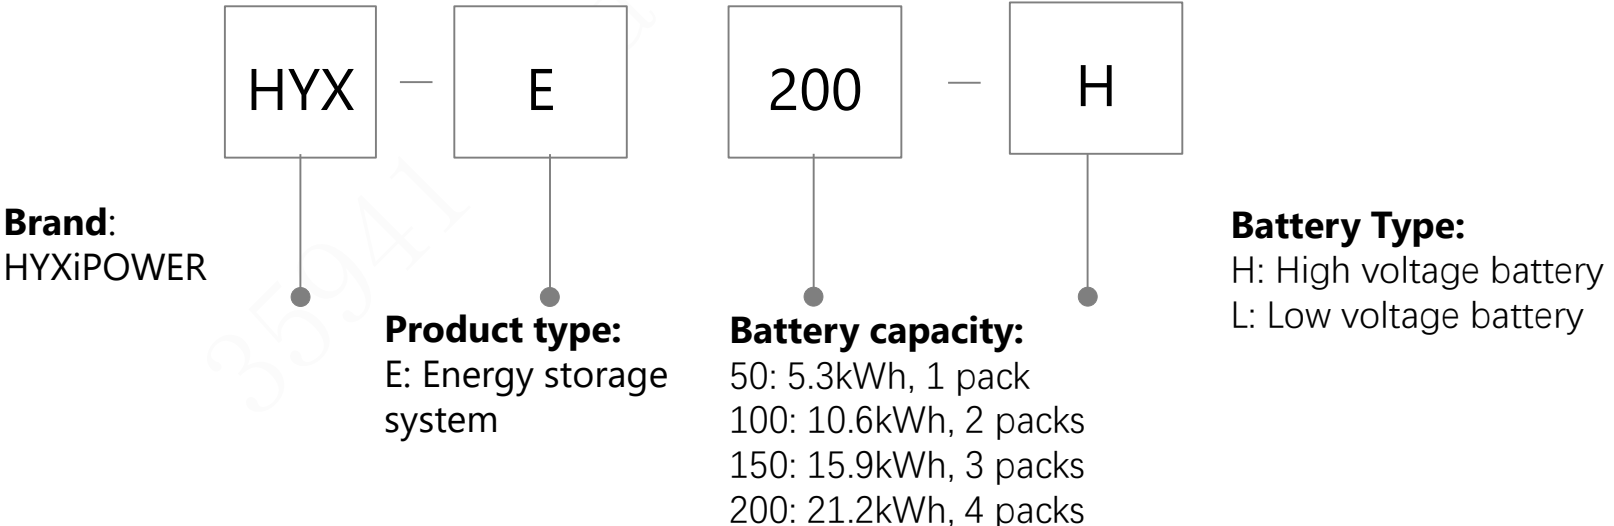 HYX — E 200 — H
Brand:
HYXiPOWER
Product type:
E: Energy storage
system
Battery capacity:
50: 5.3kWh, 1 pack
100: 10.6kWh, 2 packs
150: 15.9kWh, 3 packs
200: 21.2kWh, 4 packs
Battery Type:
H: High voltage battery
L: Low voltage battery
35941